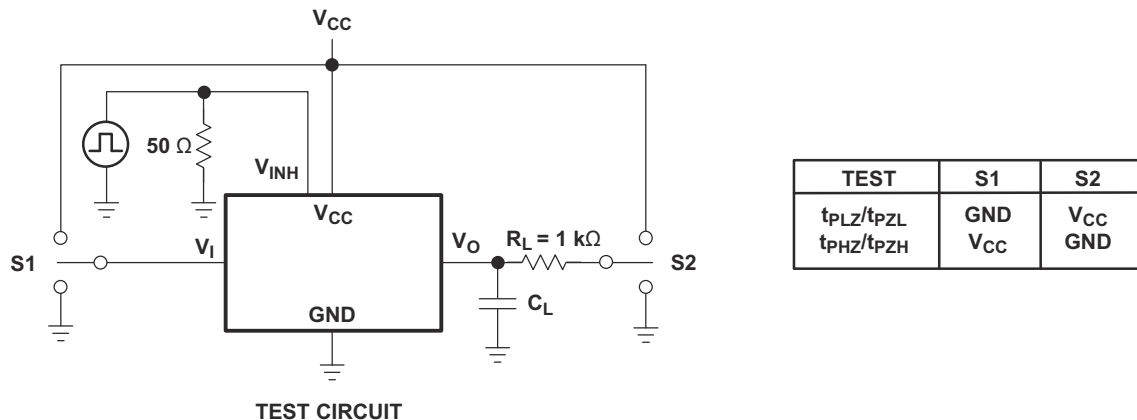 VCC
50 Ω
VINH
VCC
VI
VO
RL = 1 kΩ
S1
S2
CL
GND
TEST CIRCUIT
TEST S1 S2
tPLZ/tPZL GND VCC
tPHZ/tPZH VCC GND